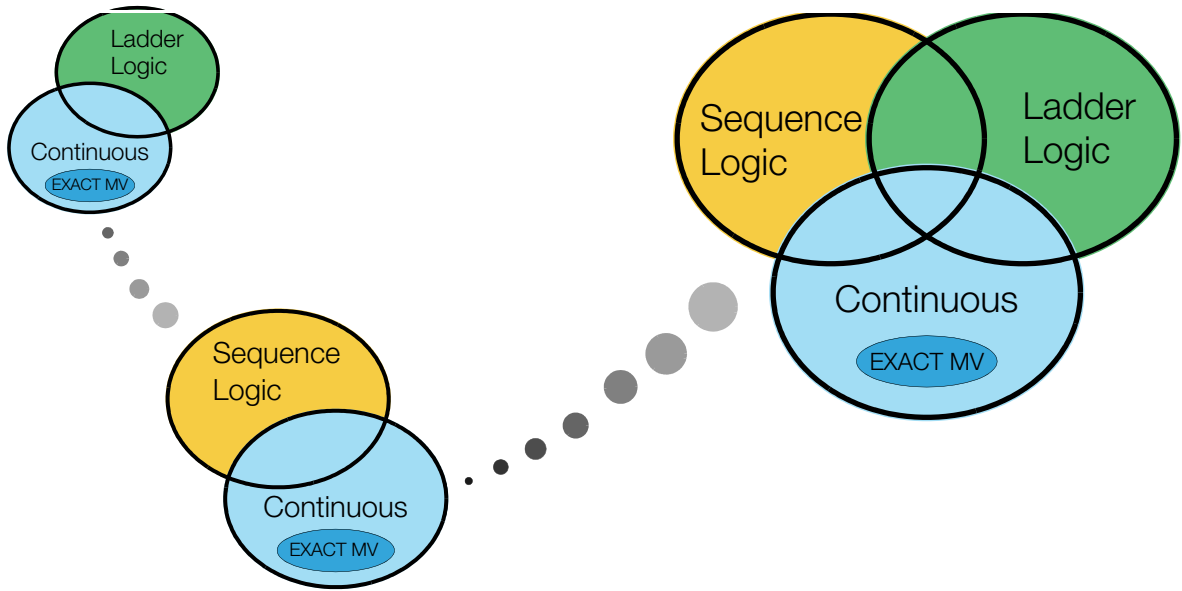 Ladder
Logic
Continuous
EXACT MV
Sequence
Logic
Continuous
EXACT MV
Sequence
Logic
Ladder
Logic
Continuous
EXACT MV